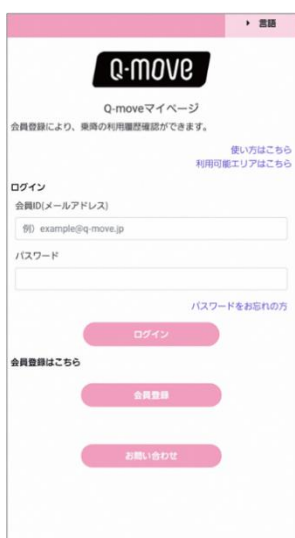 言語
Q-move
Q-moveマイページ
会員登録により、乗降の利用履歴確認ができます。
使い方はこちら
利用可能エリアはこちら
ログイン
会員ID(メールアドレス)
例）example@q-move.jp
パスワード
パスワードをお忘れの方
ログイン
会員登録はこちら
会員登録
お問い合わせ